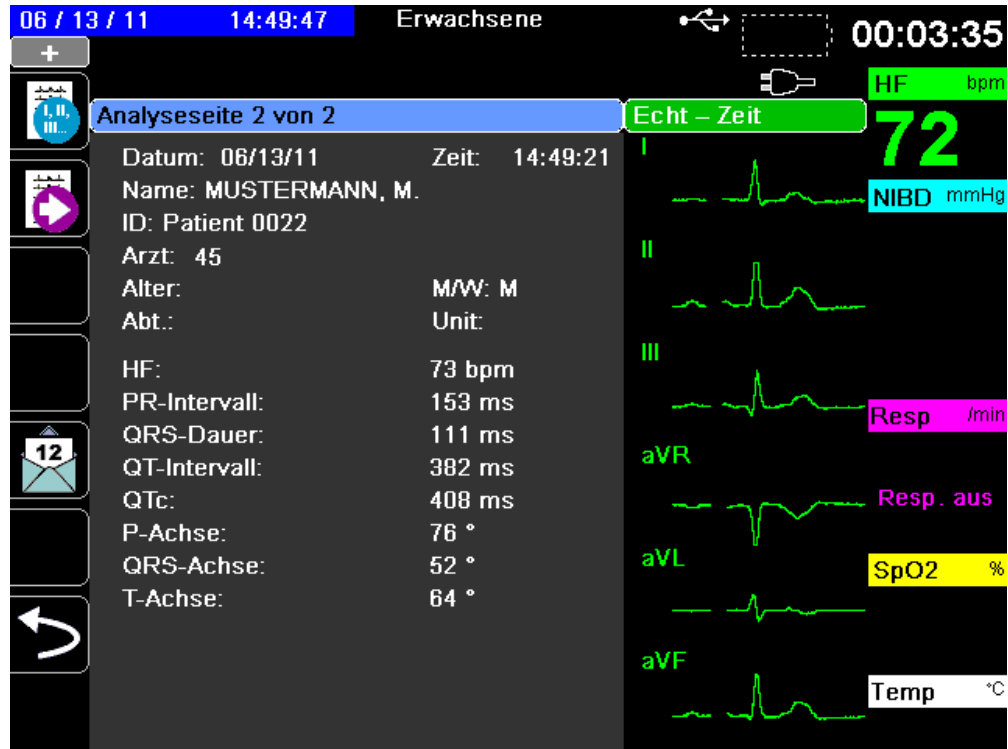 06 / 13 / 11 14:49:47 Erwachsene 00:03:35
+
I, II, III...
12
Analyseseite 2 von 2
Datum: 06/13/11 Zeit: 14:49:21
Name: MUSTERMANN, M.
ID: Patient 0022
Arzt: 45
Alter: M/W: M
Abt.: Unit:
HF: 73 bpm
PR-Intervall: 153 ms
QRS-Dauer: 111 ms
QT-Intervall: 382 ms
QTc: 408 ms
P-Achse: 76 °
QRS-Achse: 52 °
T-Achse: 64 °
Echt – Zeit
I
II
III
aVR
aVL
aVF
HF bpm
72
NIBD mmHg
Resp /min
Resp. aus
SpO2 %
Temp °C